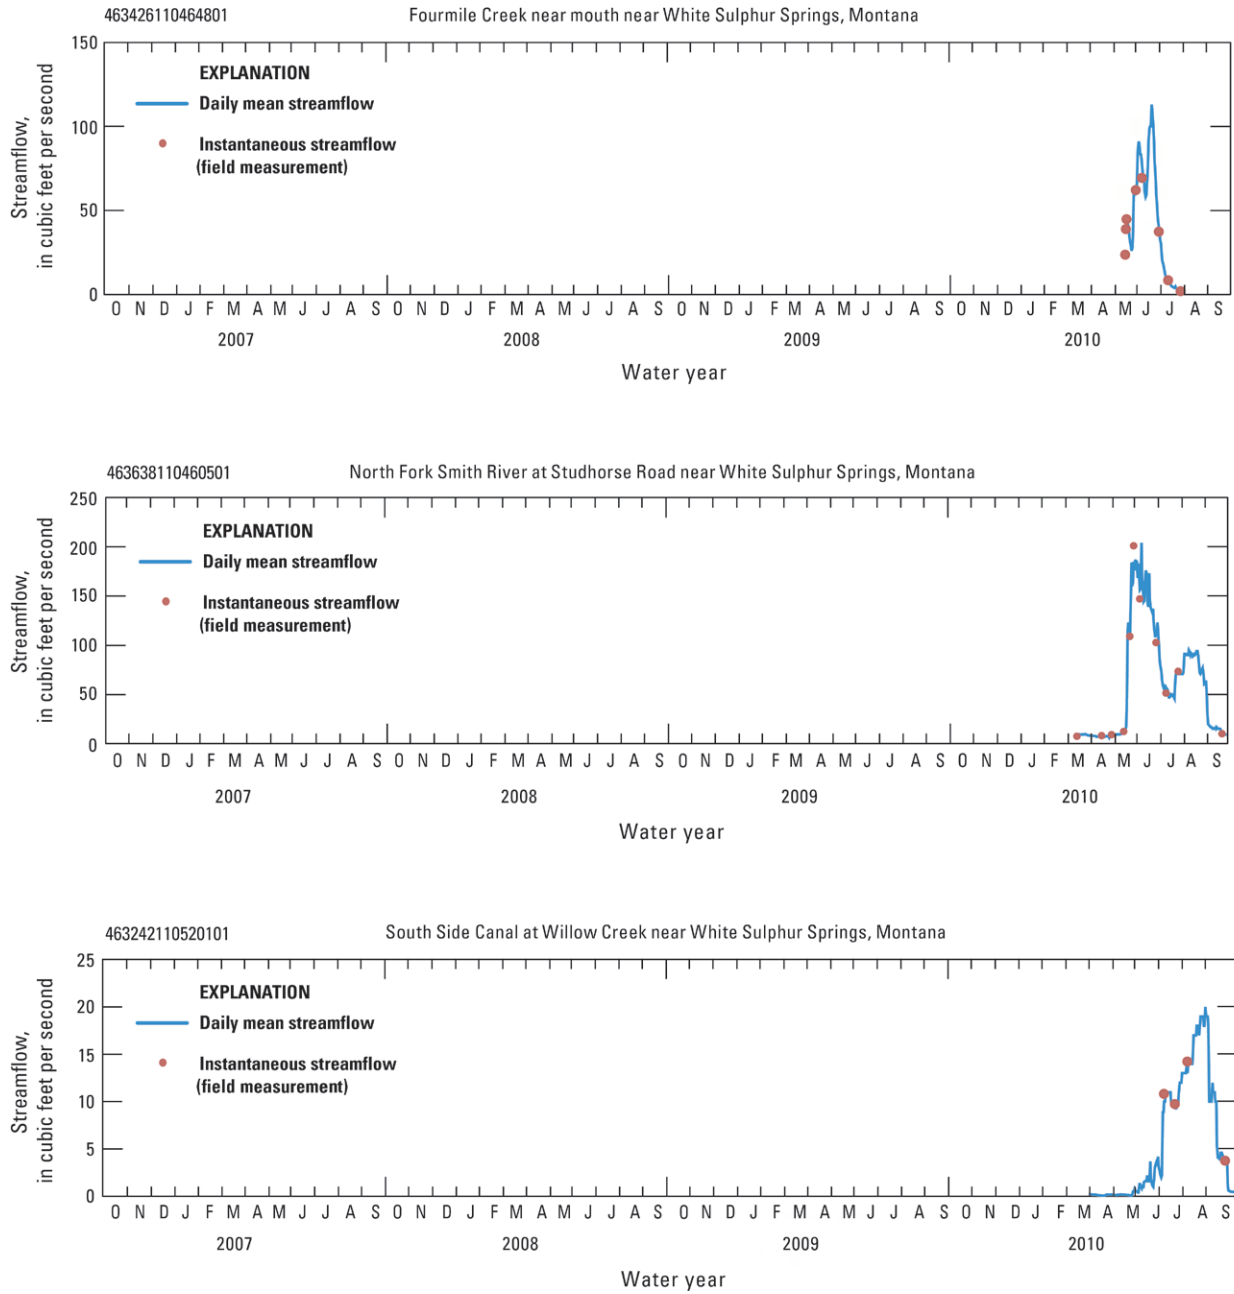 463426110464801 Fourmile Creek near mouth near White Sulphur Springs, Montana
150
100
50
0
Streamflow,
in cubic feet per second
EXPLANATION
Daily mean streamflow
Instantaneous streamflow
(field measurement)
O N D J F M A M J J A S O N D J F M A M J J A S O N D J F M A M J J A S O N D J F M A M J J A S
2007 2008 2009 2010
Water year
463638110460501 North Fork Smith River at Studhorse Road near White Sulphur Springs, Montana
250
200
150
100
50
0
Streamflow,
in cubic feet per second
EXPLANATION
Daily mean streamflow
Instantaneous streamflow
(field measurement)
O N D J F M A M J J A S O N D J F M A M J J A S O N D J F M A M J J A S O N D J F M A M J J A S
2007 2008 2009 2010
Water year
463242110520101 South Side Canal at Willow Creek near White Sulphur Springs, Montana
25
20
15
10
5
0
Streamflow,
in cubic feet per second
EXPLANATION
Daily mean streamflow
Instantaneous streamflow
(field measurement)
O N D J F M A M J J A S O N D J F M A M J J A S O N D J F M A M J J A S O N D J F M A M J J A S
2007 2008 2009 2010
Water year